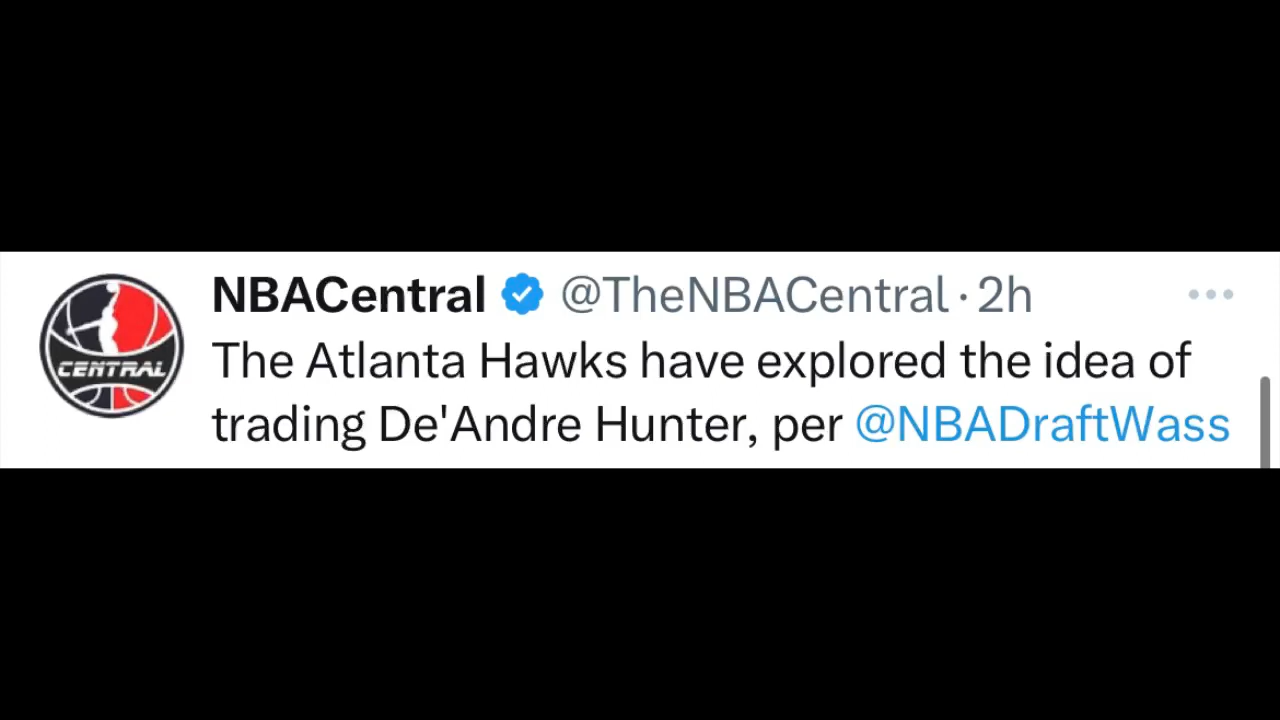 CENTRAL
NBACentral @TheNBACentral · 2h
The Atlanta Hawks have explored the idea of
trading De'Andre Hunter, per @NBADraftWass